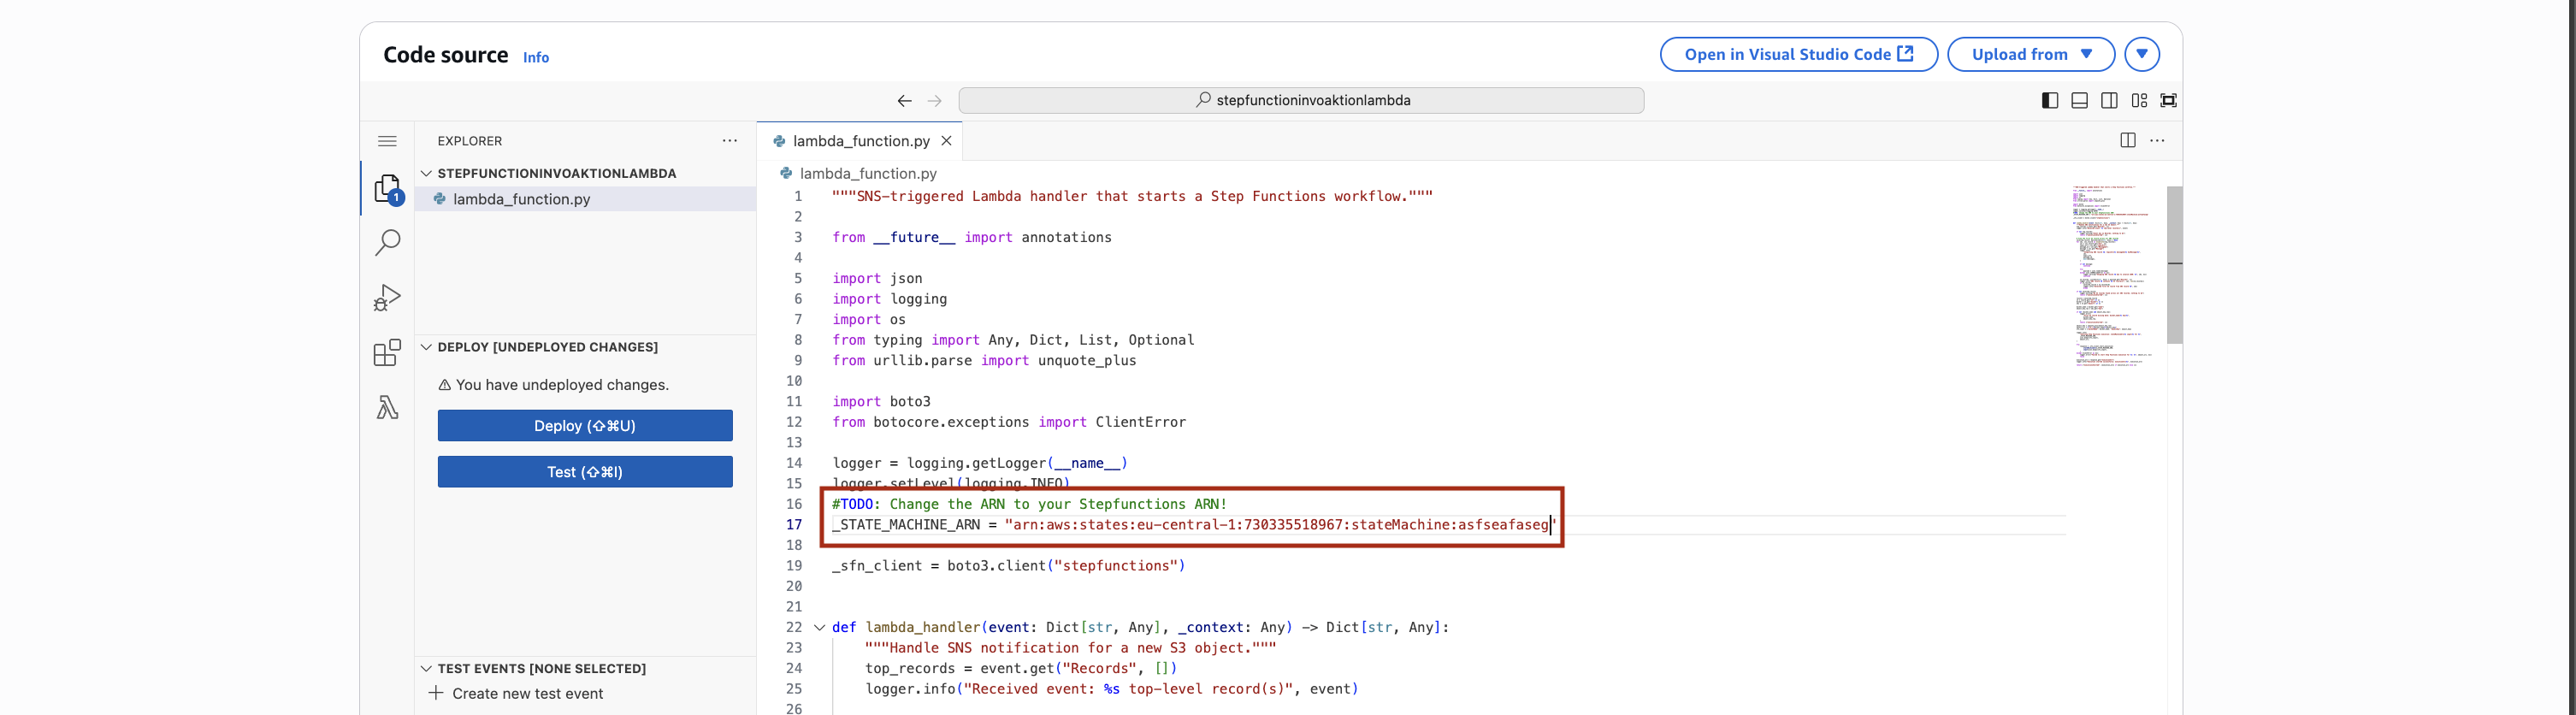 Code source Info
Open in Visual Studio Code
Upload from
stepfunctioninvoaktionlambda
EXPLORER
STEPFUNCTIONINVOAKTIONLAMBDA
lambda_function.py
1
DEPLOY [UNDEPLOYED CHANGES]
You have undeployed changes.
Deploy (⇧⌘U)
Test (⇧⌘I)
TEST EVENTS [NONE SELECTED]
Create new test event
lambda_function.py
lambda_function.py
1 """SNS-triggered Lambda handler that starts a Step Functions workflow."""
2
3 from __future__ import annotations
4
5 import json
6 import logging
7 import os
8 from typing import Any, Dict, List, Optional
9 from urllib.parse import unquote_plus
10
11 import boto3
12 from botocore.exceptions import ClientError
13
14 logger = logging.getLogger(__name__)
15 logger.setLevel(logging.INFO)
16 #TODO: Change the ARN to your Stepfunctions ARN!
17 _STATE_MACHINE_ARN = "arn:aws:states:eu-central-1:730335518967:stateMachine:asfseafaseg"
18
19 _sfn_client = boto3.client("stepfunctions")
20
21
22 def lambda_handler(event: Dict[str, Any], _context: Any) -> Dict[str, Any]:
23 """Handle SNS notification for a new S3 object."""
24 top_records = event.get("Records", [])
25 logger.info("Received event: %s top-level record(s)", event)
26